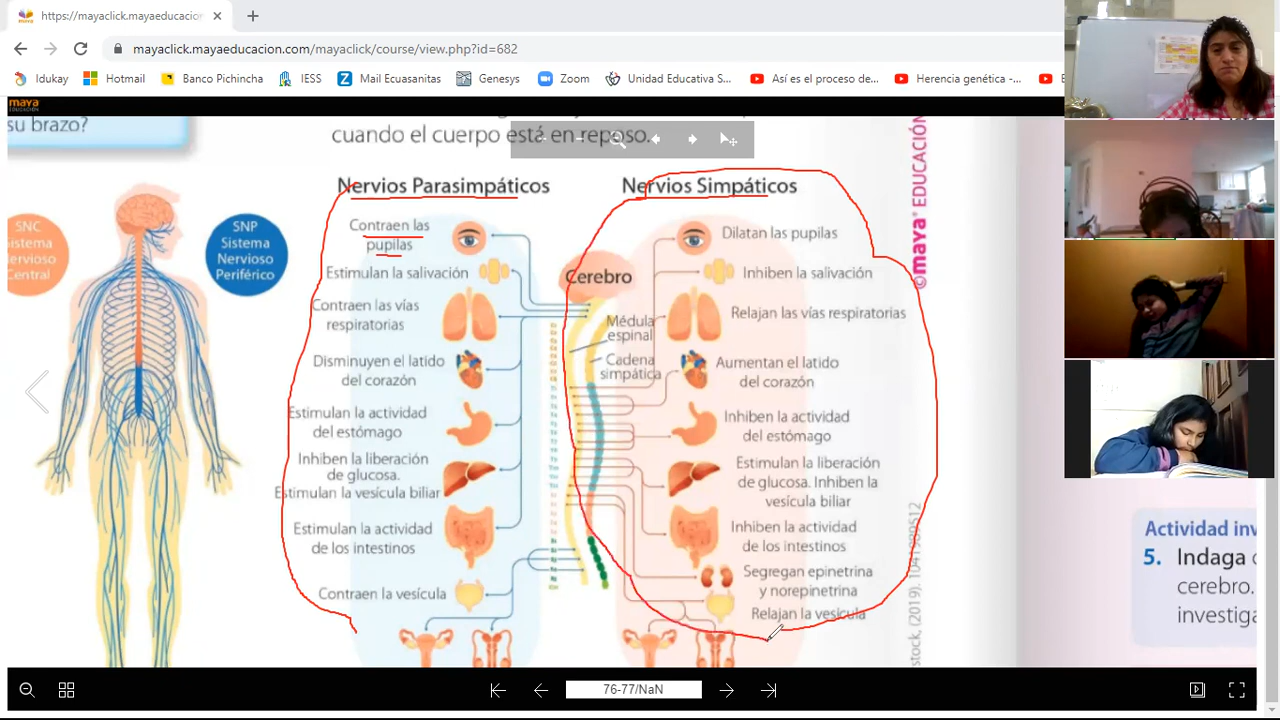 https://mayaclick.mayaeducacion
mayaclick.mayaeducacion.com/mayaclick/course/view.php?id=682
Idukay
Hotmail
Banco Pichincha
IESS
Mail Ecuasanitas
Genesys
Zoom
Unidad Educativa S...
Así es el proceso de...
Herencia genética -...
maya
EDUCACIÓN
su brazo?
cuando el cuerpo está en reposo.
SNC
Sistema
Nervioso
Central
SNP
Sistema
Nervioso
Periférico
Nervios Parasimpáticos
Contraen las
pupilas
Estimulan la salivación
Contraen las vías
respiratorias
Disminuyen el latido
del corazón
Estimulan la actividad
del estómago
Inhiben la liberación
de glucosa.
Estimulan la vesícula biliar
Estimulan la actividad
de los intestinos
Contraen la vesícula
Cerebro
Médula
espinal
Cadena
simpática
Nervios Simpáticos
Dilatan las pupilas
Inhiben la salivación
Relajan las vías respiratorias
Aumentan el latido
del corazón
Inhiben la actividad
del estómago
Estimulan la liberación
de glucosa. Inhiben la
vesícula biliar
Inhiben la actividad
de los intestinos
Segregan epinetrina
y norepinetrina
Relajan la vesícula
©maya® EDUCACIÓN
stock, (2019). 1041989512
Actividad inv
5. Indaga
cerebro.
investiga
76-77/NaN